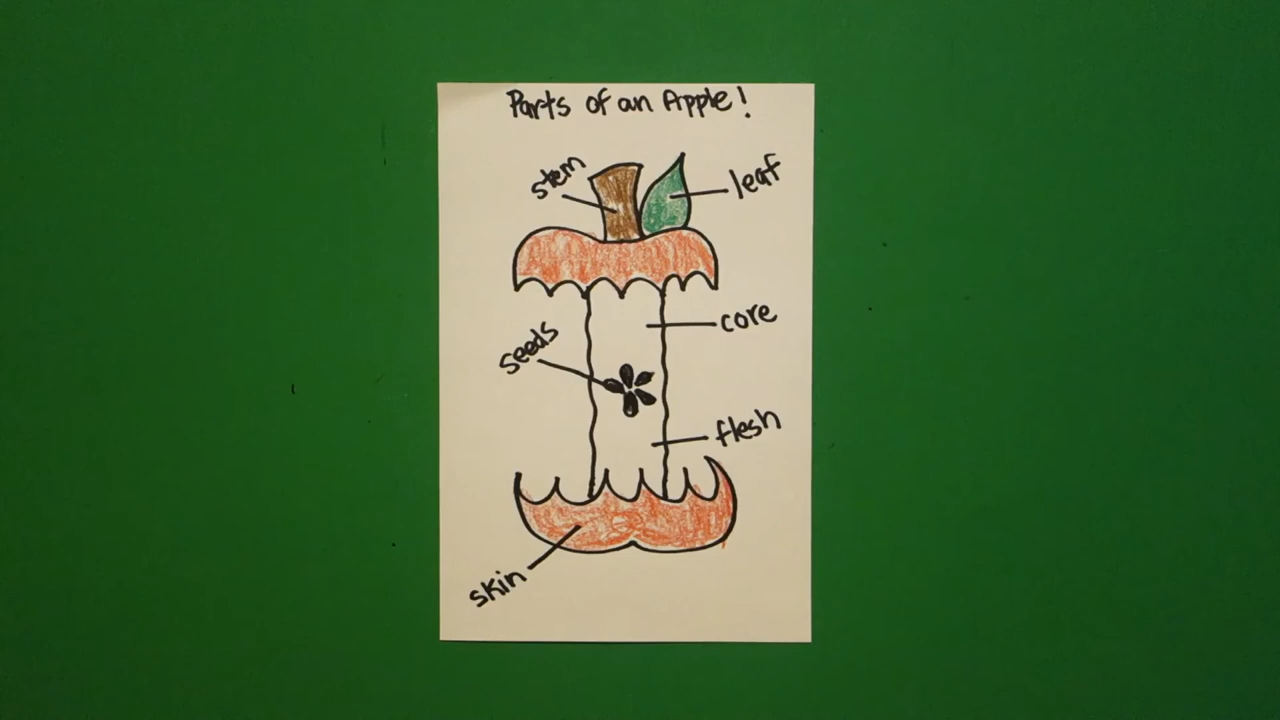 Parts of an Apple!
stem
leaf
core
seeds
flesh
skin